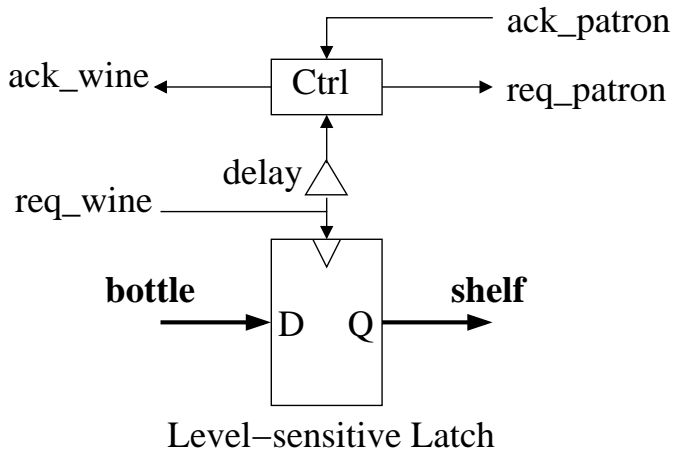 ack_patron
ack_wine
Ctrl
req_patron
delay
req_wine
bottle
shelf
D
Q
Level-sensitive Latch